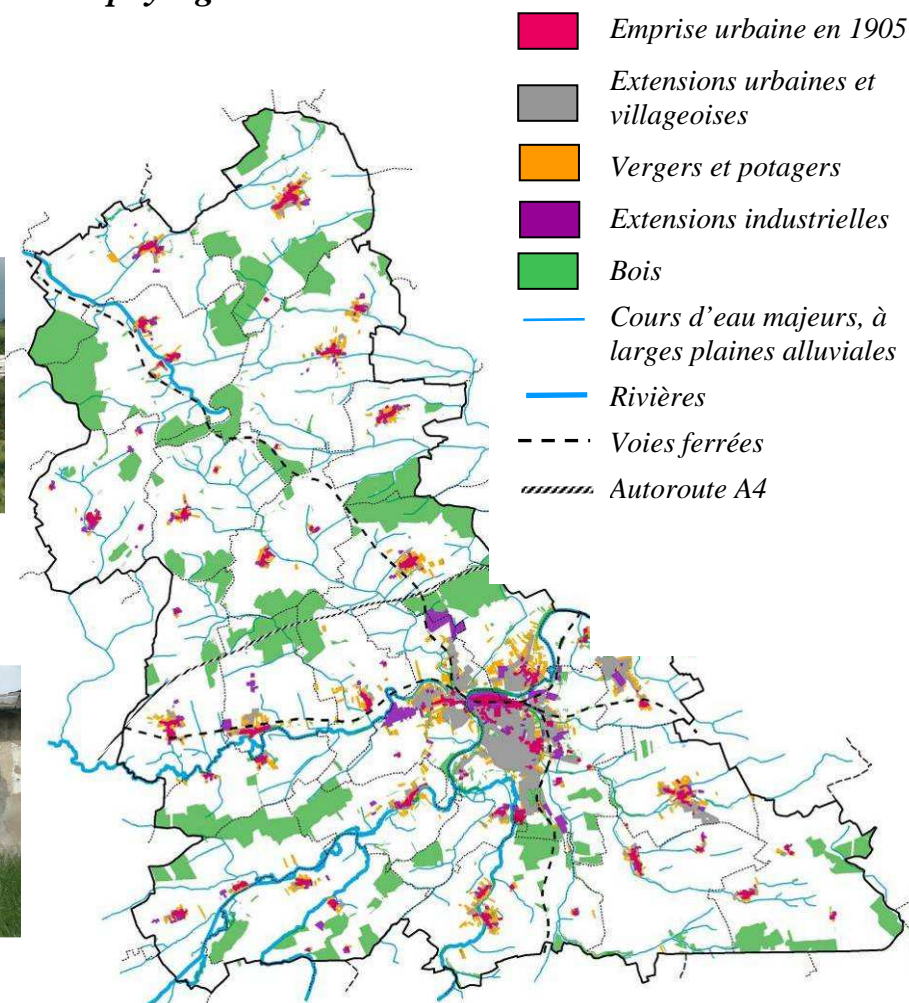 Emprise urbaine en 1905
Extensions urbaines et
villageoises
Vergers et potagers
Extensions industrielles
Bois
Cours d'eau majeurs, à
larges plaines alluviales
Rivières
Voies ferrées
Autoroute A4